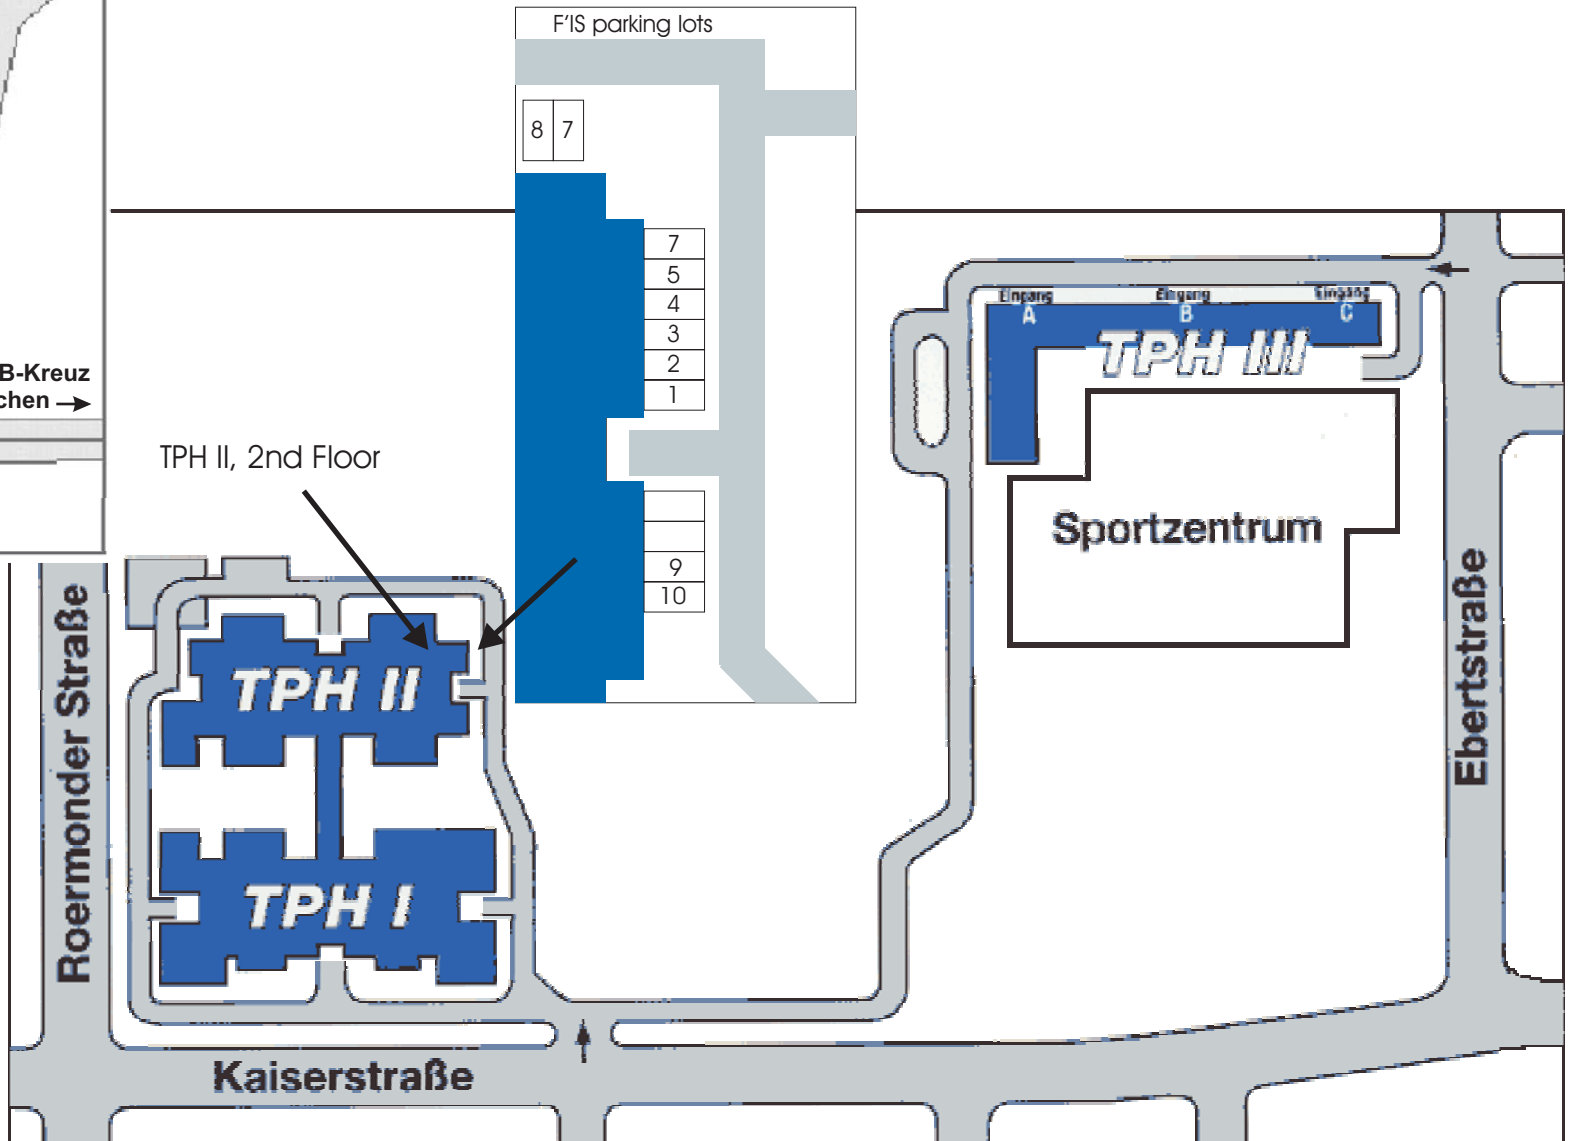 F'IS parking lots
8 7
7
5
4
3
2
1
9
10
B-Kreuz
chen
TPH II, 2nd Floor
Eingang
A
Eingang
B
Eingang
C
TPH III
Sportzentrum
Ebertstraße
Roermonder Straße
TPH II
TPH I
Kaiserstraße